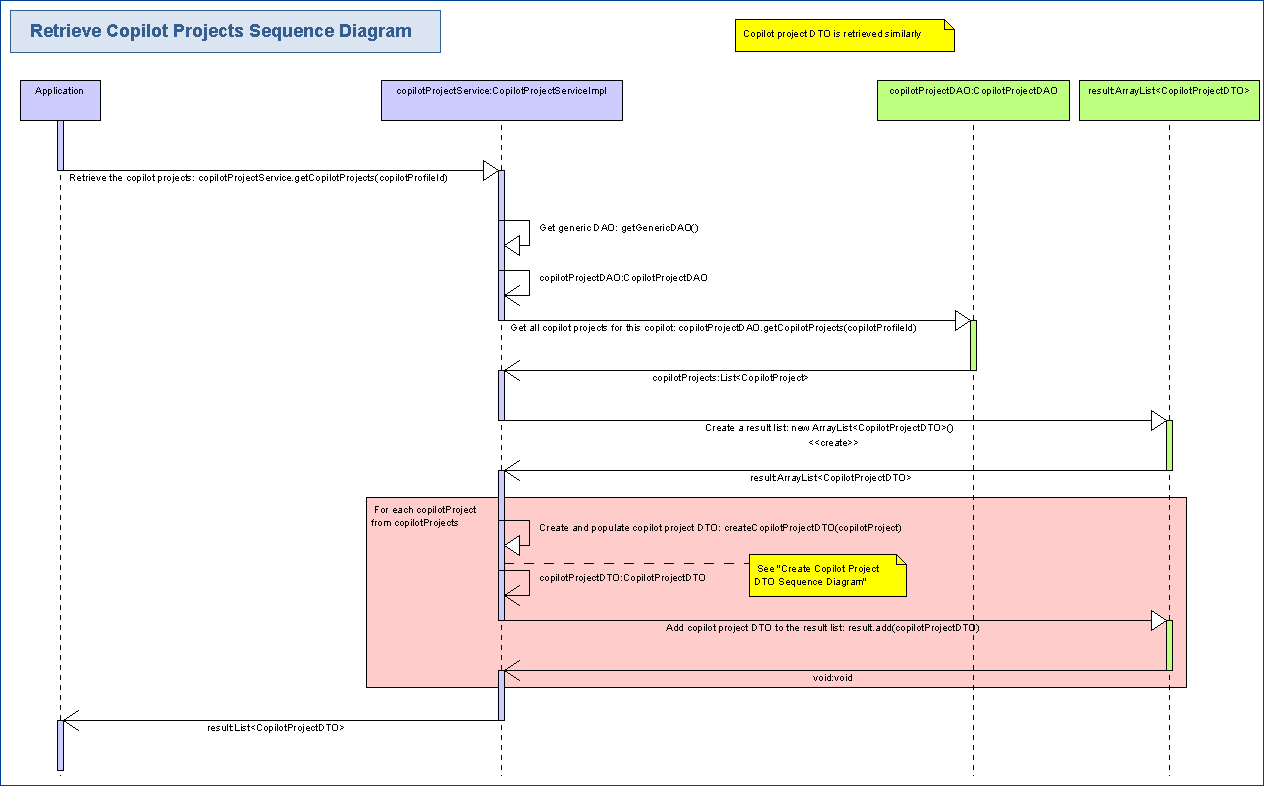 Retrieve Copilot Projects Sequence Diagram
Copilot project DTO is retrieved similarly
Application
copilotProjectService:CopilotProjectServiceImpl
copilotProjectDAO:CopilotProjectDAO
result:ArrayList<CopilotProjectDTO>
Retrieve the copilot projects: copilotProjectService.getCopilotProjects(copilotProfileId)
Get generic DAO: getGenericDAO()
copilotProjectDAO:CopilotProjectDAO
Get all copilot projects for this copilot: copilotProjectDAO.getCopilotProjects(copilotProfileId)
copilotProjects:List<CopilotProject>
Create a result list: new ArrayList<CopilotProjectDTO>()
<<create>>
result:ArrayList<CopilotProjectDTO>
For each copilotProject
from copilotProjects
Create and populate copilot project DTO: createCopilotProjectDTO(copilotProject)
See "Create Copilot Project
DTO Sequence Diagram"
copilotProjectDTO:CopilotProjectDTO
Add copilot project DTO to the result list: result.add(copilotProjectDTO)
void:void
result:List<CopilotProjectDTO>